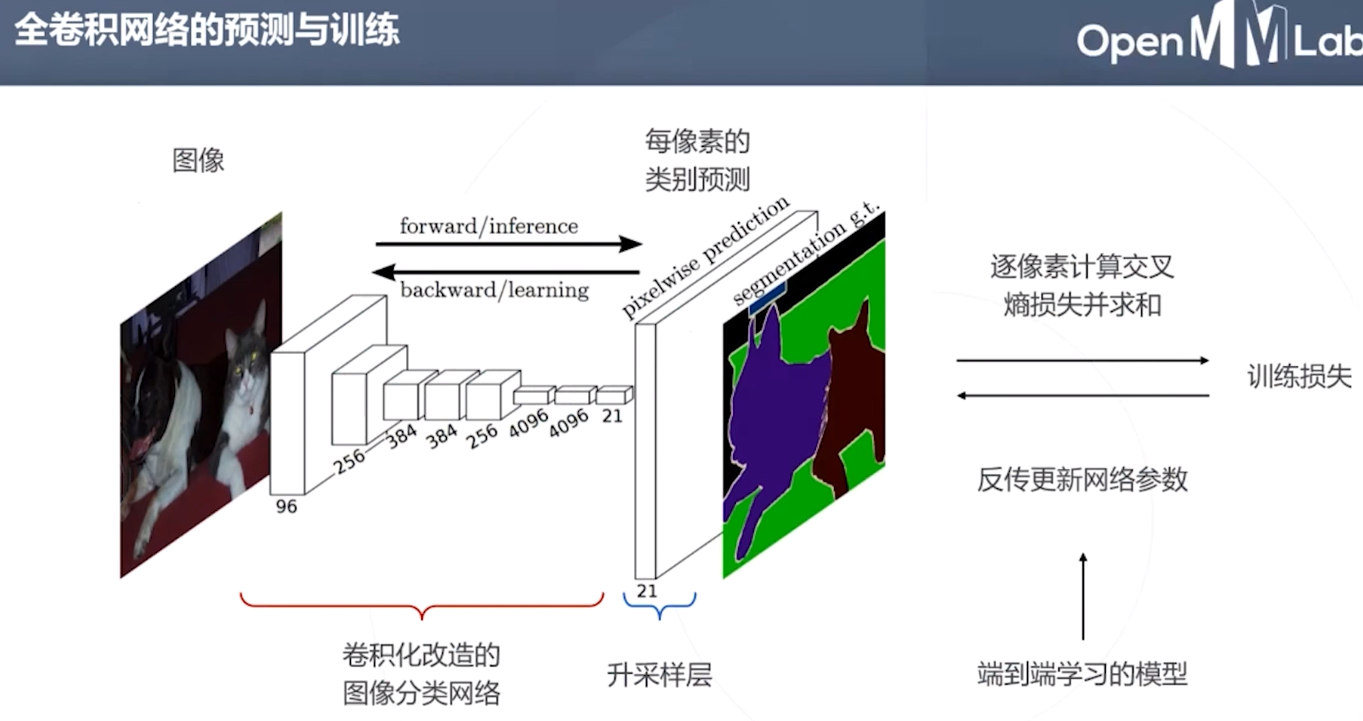 全卷积网络的预测与训练
OpenMMLab
图像
每像素的
类别预测
forward/inference
backward/learning
pixelwise prediction
segmentation g.t.
96
256
384
384
256
4096
4096
21
21
逐像素计算交叉
熵损失并求和
训练损失
反传更新网络参数
端到端学习的模型
卷积化改造的
图像分类网络
升采样层